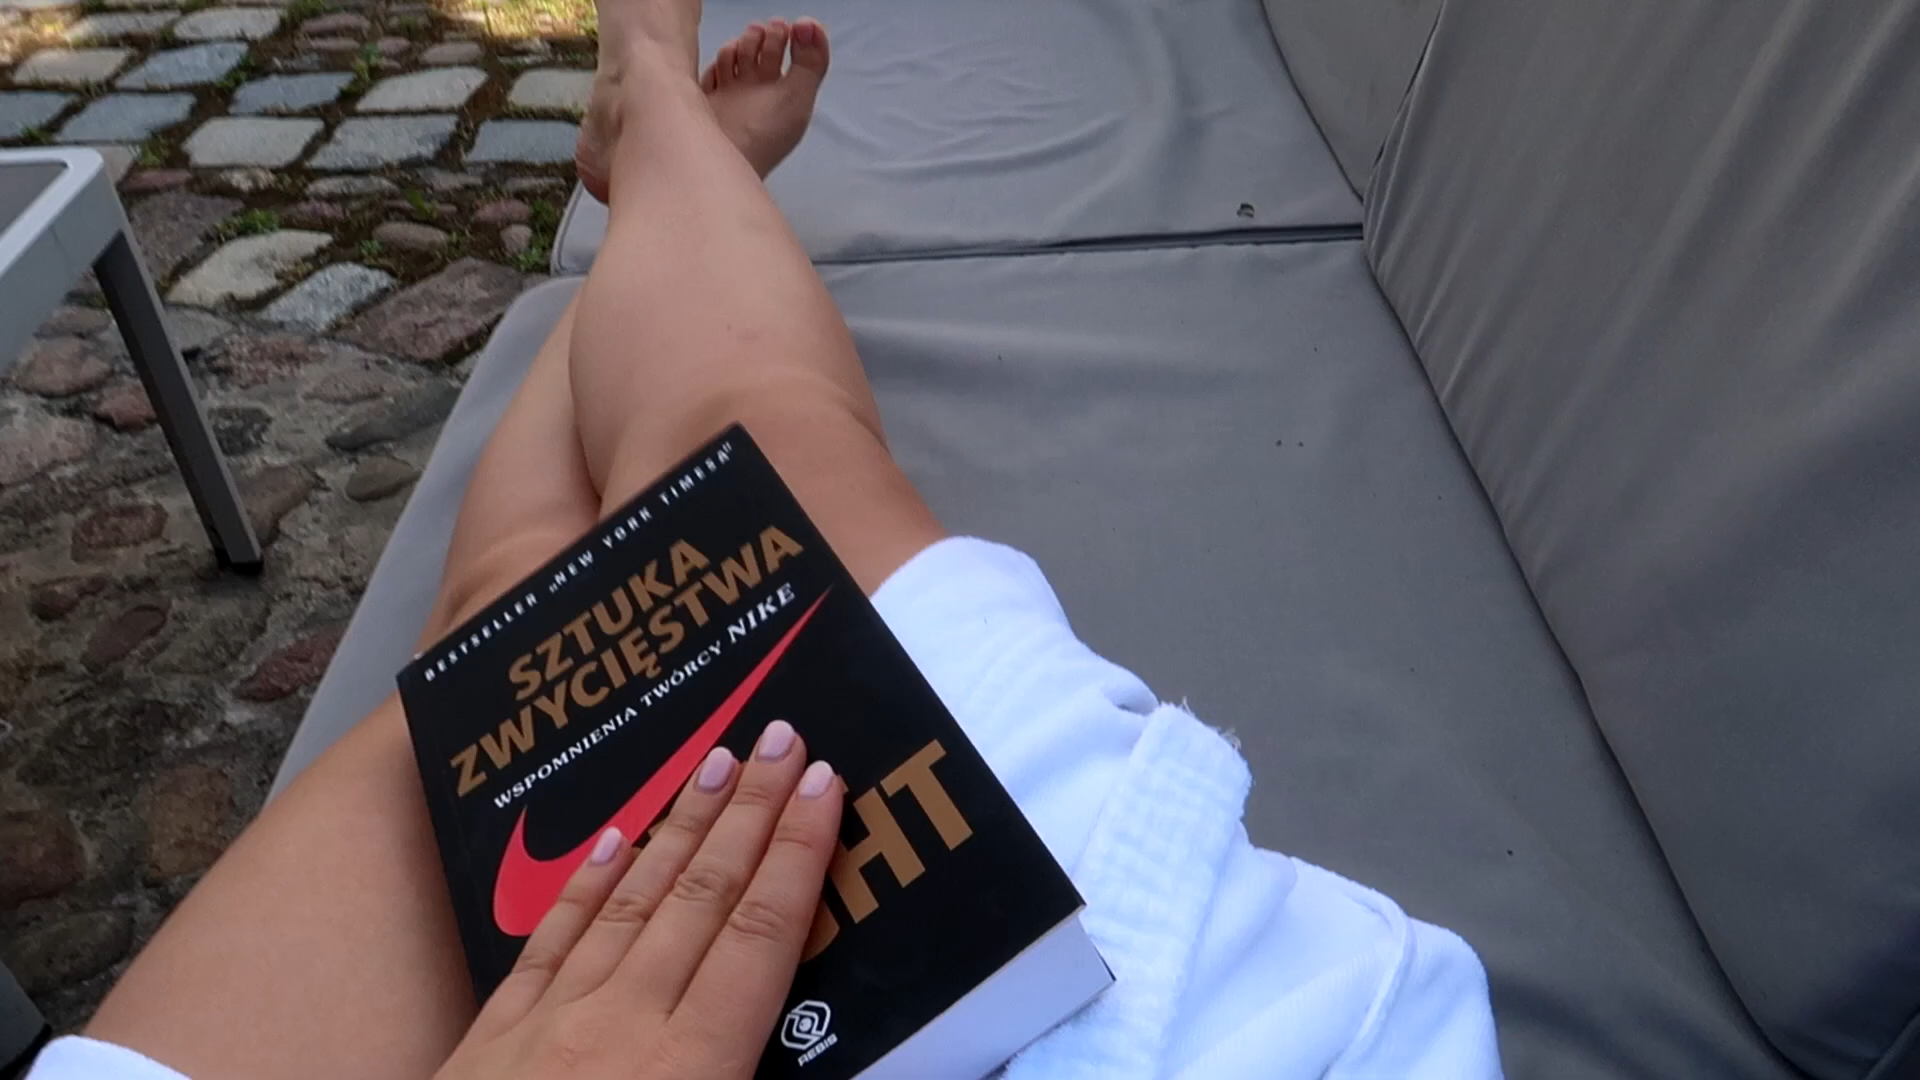 BESTSELLER „NEW YORK TIMESA"
SZTUKA
ZWYCIĘSTWA
WSPOMNIENIA TWÓRCY NIKE
REBIS